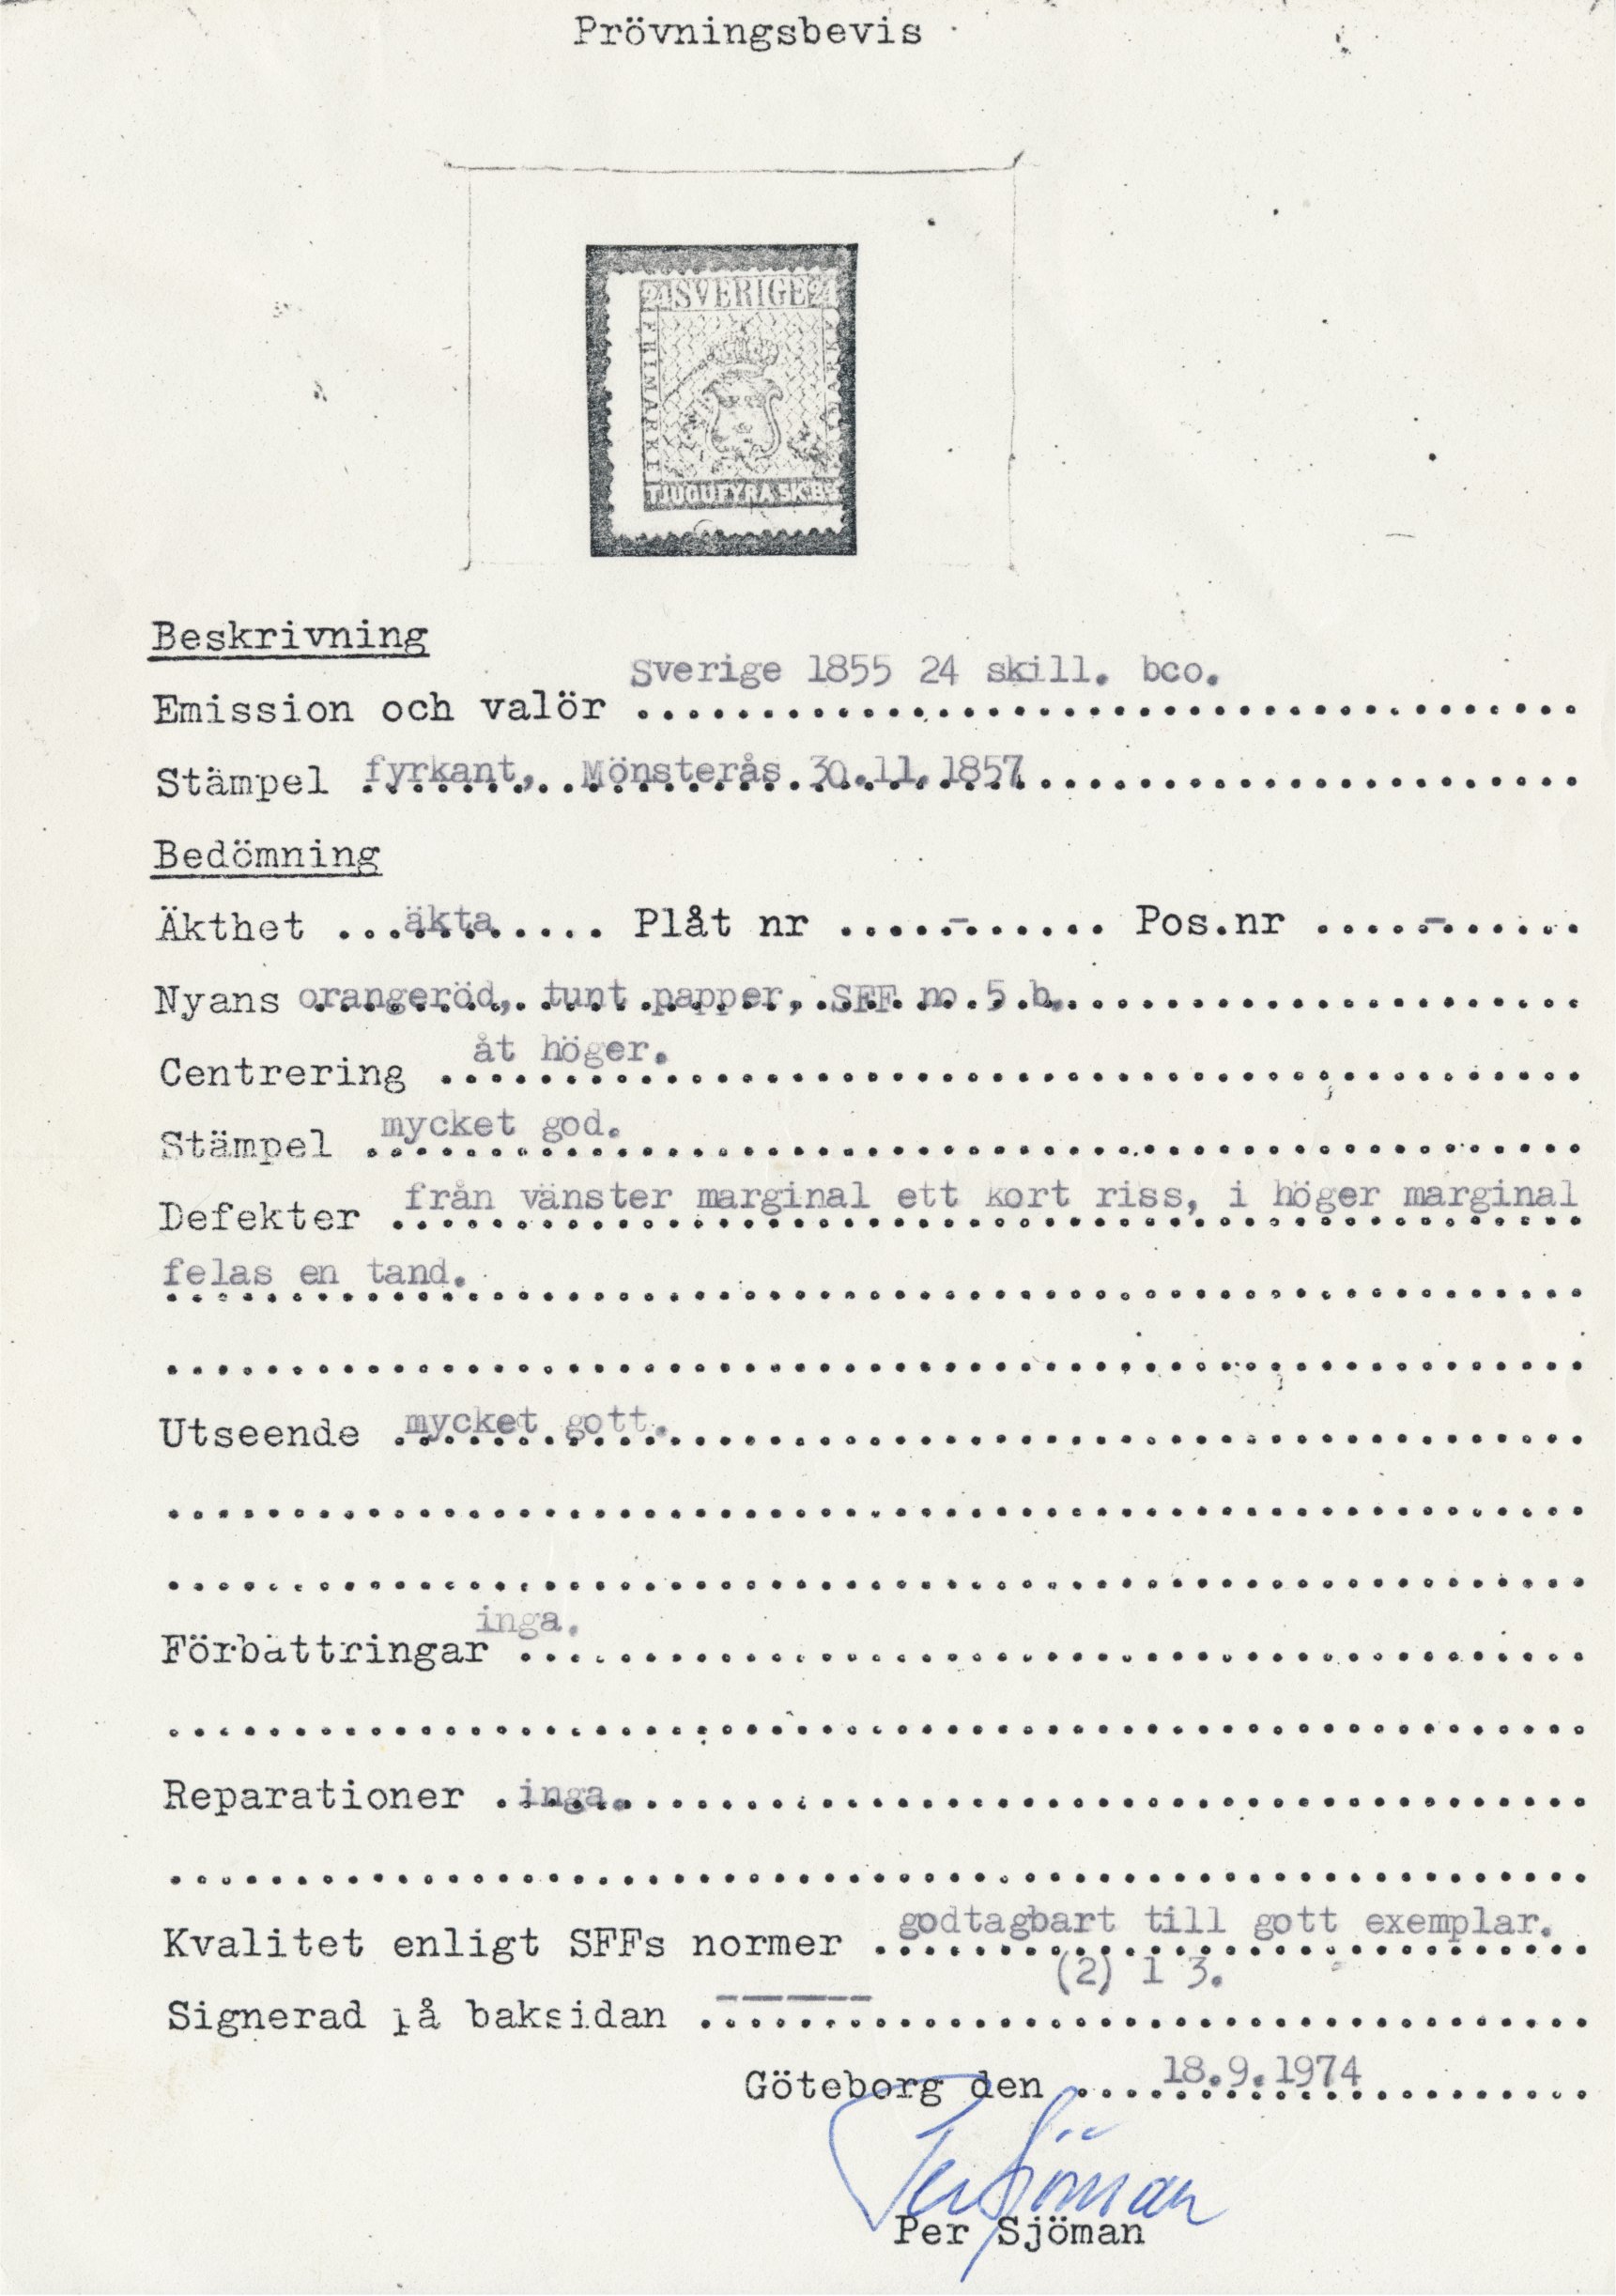 Prövningsbevis
24 SVERIGE 24
FRIMÄRKE
TJUGUFYRA SK. BCO
Beskrivning
Emission och valör Sverige 1855 24 skill. bco.
Stämpel fyrkant, Mönsterås 30.11.1857
Bedömning
Äkthet äkta Plåt nr - Pos.nr -
Nyans orangeröd, tunt papper, SFF no 5 b.
Centrering åt höger.
Stämpel mycket god.
Defekter från vänster marginal ett kort riss, i höger marginal
felas en tand.
Utseende mycket gott.
Förbättringar inga.
Reparationer inga.
Kvalitet enligt SFFs normer godtagbart till gott exemplar.
(2) 1 3.
Signerad på baksidan ------
Göteborg den 18.9.1974
Per Sjöman
Per Sjöman